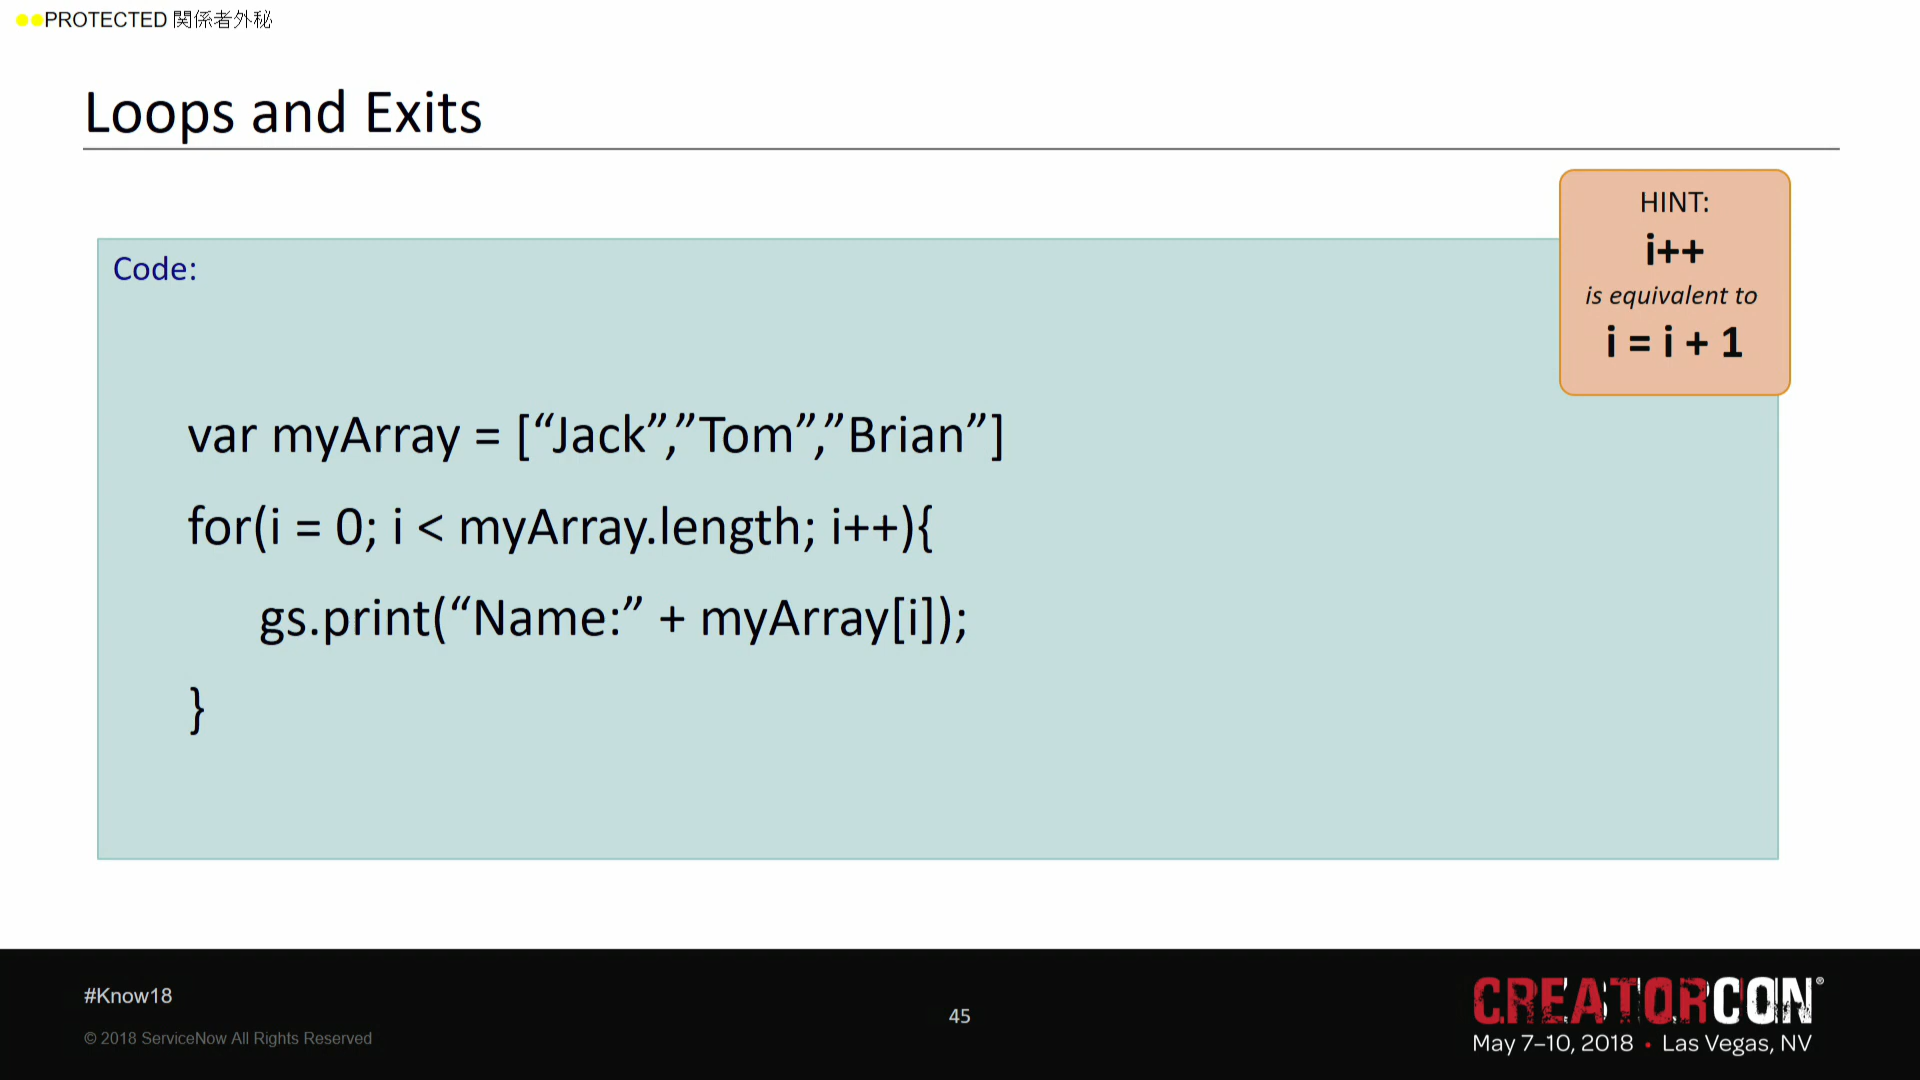 PROTECTED 関係者外秘
Loops and Exits
HINT:
i++
is equivalent to
i = i + 1
Code:
var myArray = [“Jack”,”Tom”,”Brian”]
for(i = 0; i < myArray.length; i++){
gs.print(“Name:” + myArray[i]);
}
#Know18
© 2018 ServiceNow All Rights Reserved
45
CREATORCON®
May 7–10, 2018 • Las Vegas, NV